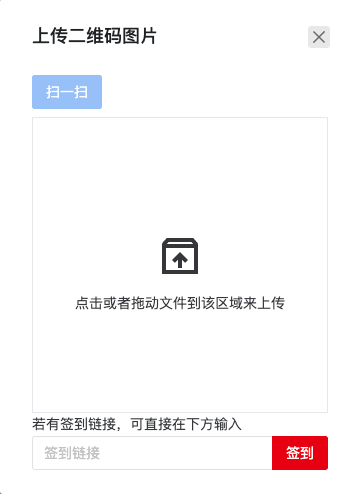 上传二维码图片
扫一扫
点击或者拖动文件到该区域来上传
若有签到链接，可直接在下方输入
签到链接
签到